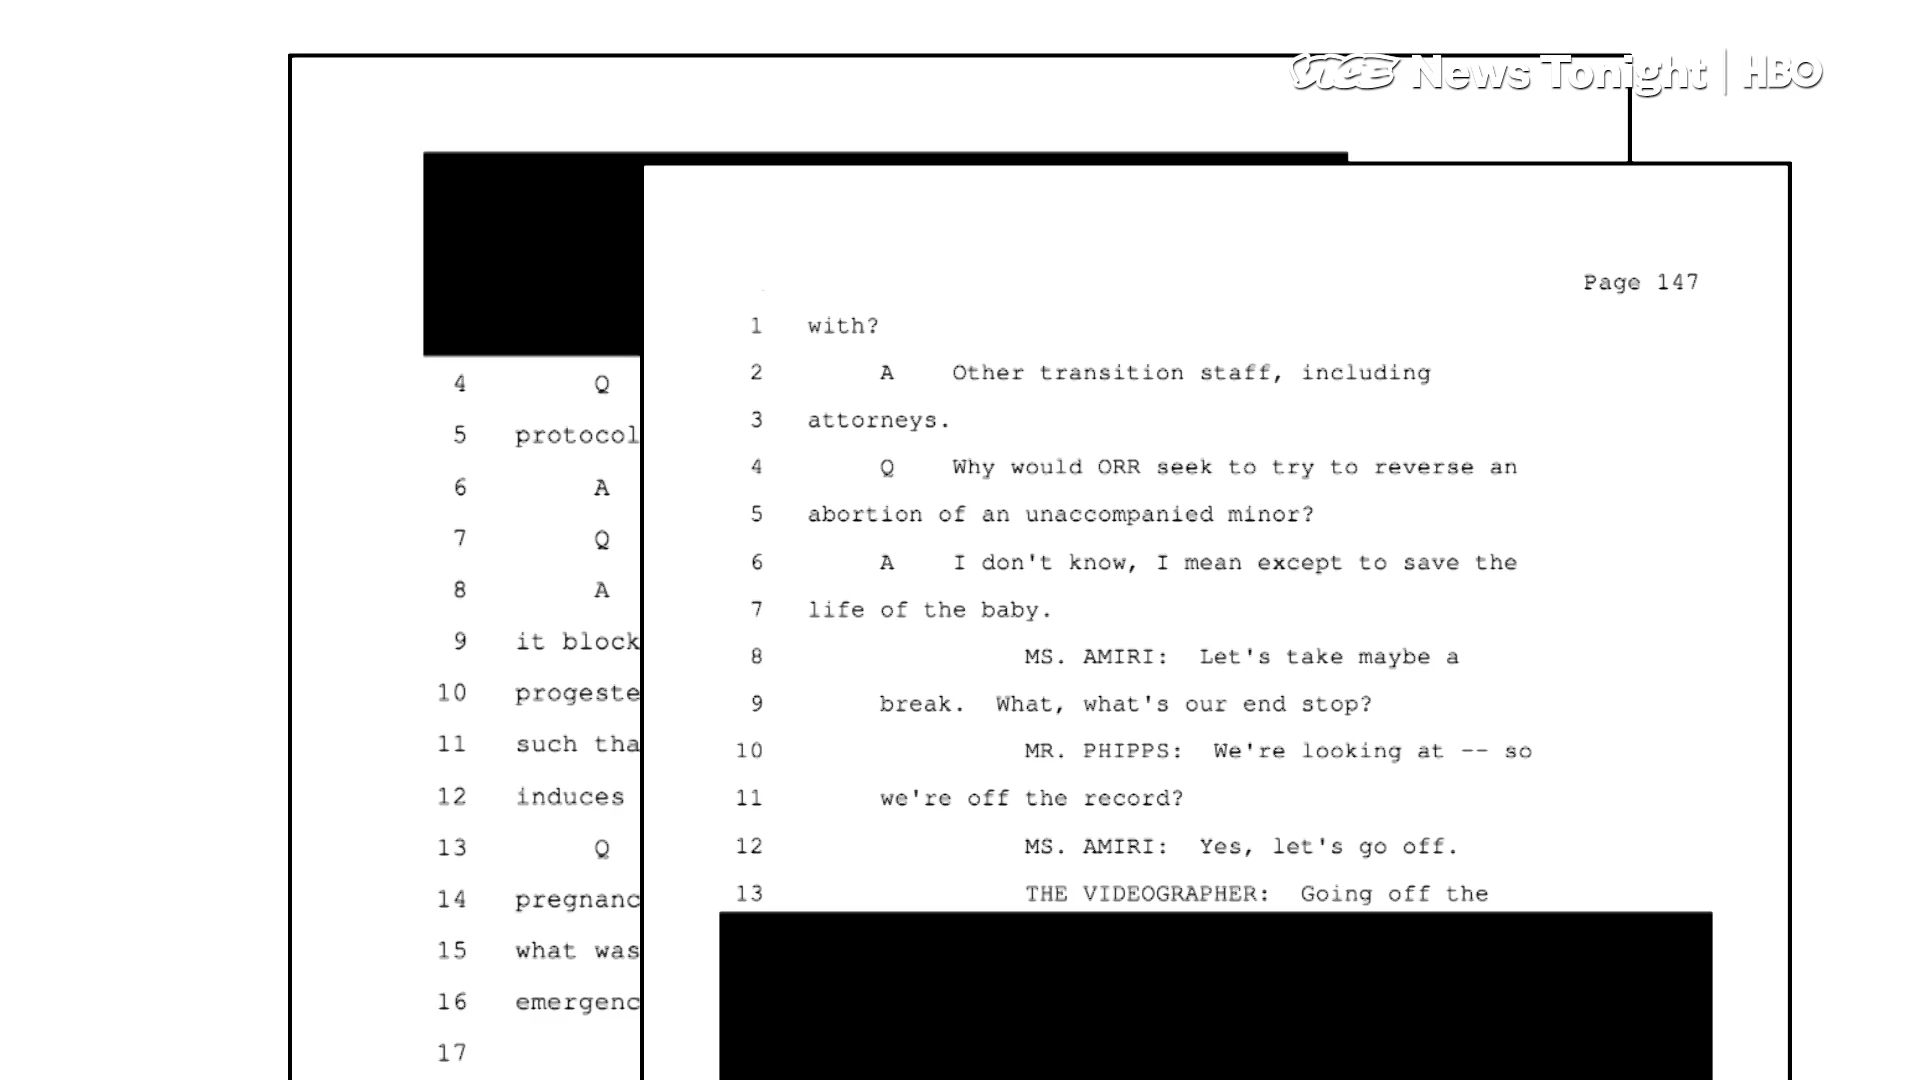 VICE News Tonight | HBO
4 Q
5 protocol
6 A
7 Q
8 A
9 it block
10 progeste
11 such tha
12 induces
13 Q
14 pregnanc
15 what was
16 emergenc
17
Page 147
1 with?
2 A Other transition staff, including
3 attorneys.
4 Q Why would ORR seek to try to reverse an
5 abortion of an unaccompanied minor?
6 A I don't know, I mean except to save the
7 life of the baby.
8 MS. AMIRI: Let's take maybe a
9 break. What, what's our end stop?
10 MR. PHIPPS: We're looking at -- so
11 we're off the record?
12 MS. AMIRI: Yes, let's go off.
13 THE VIDEOGRAPHER: Going off the